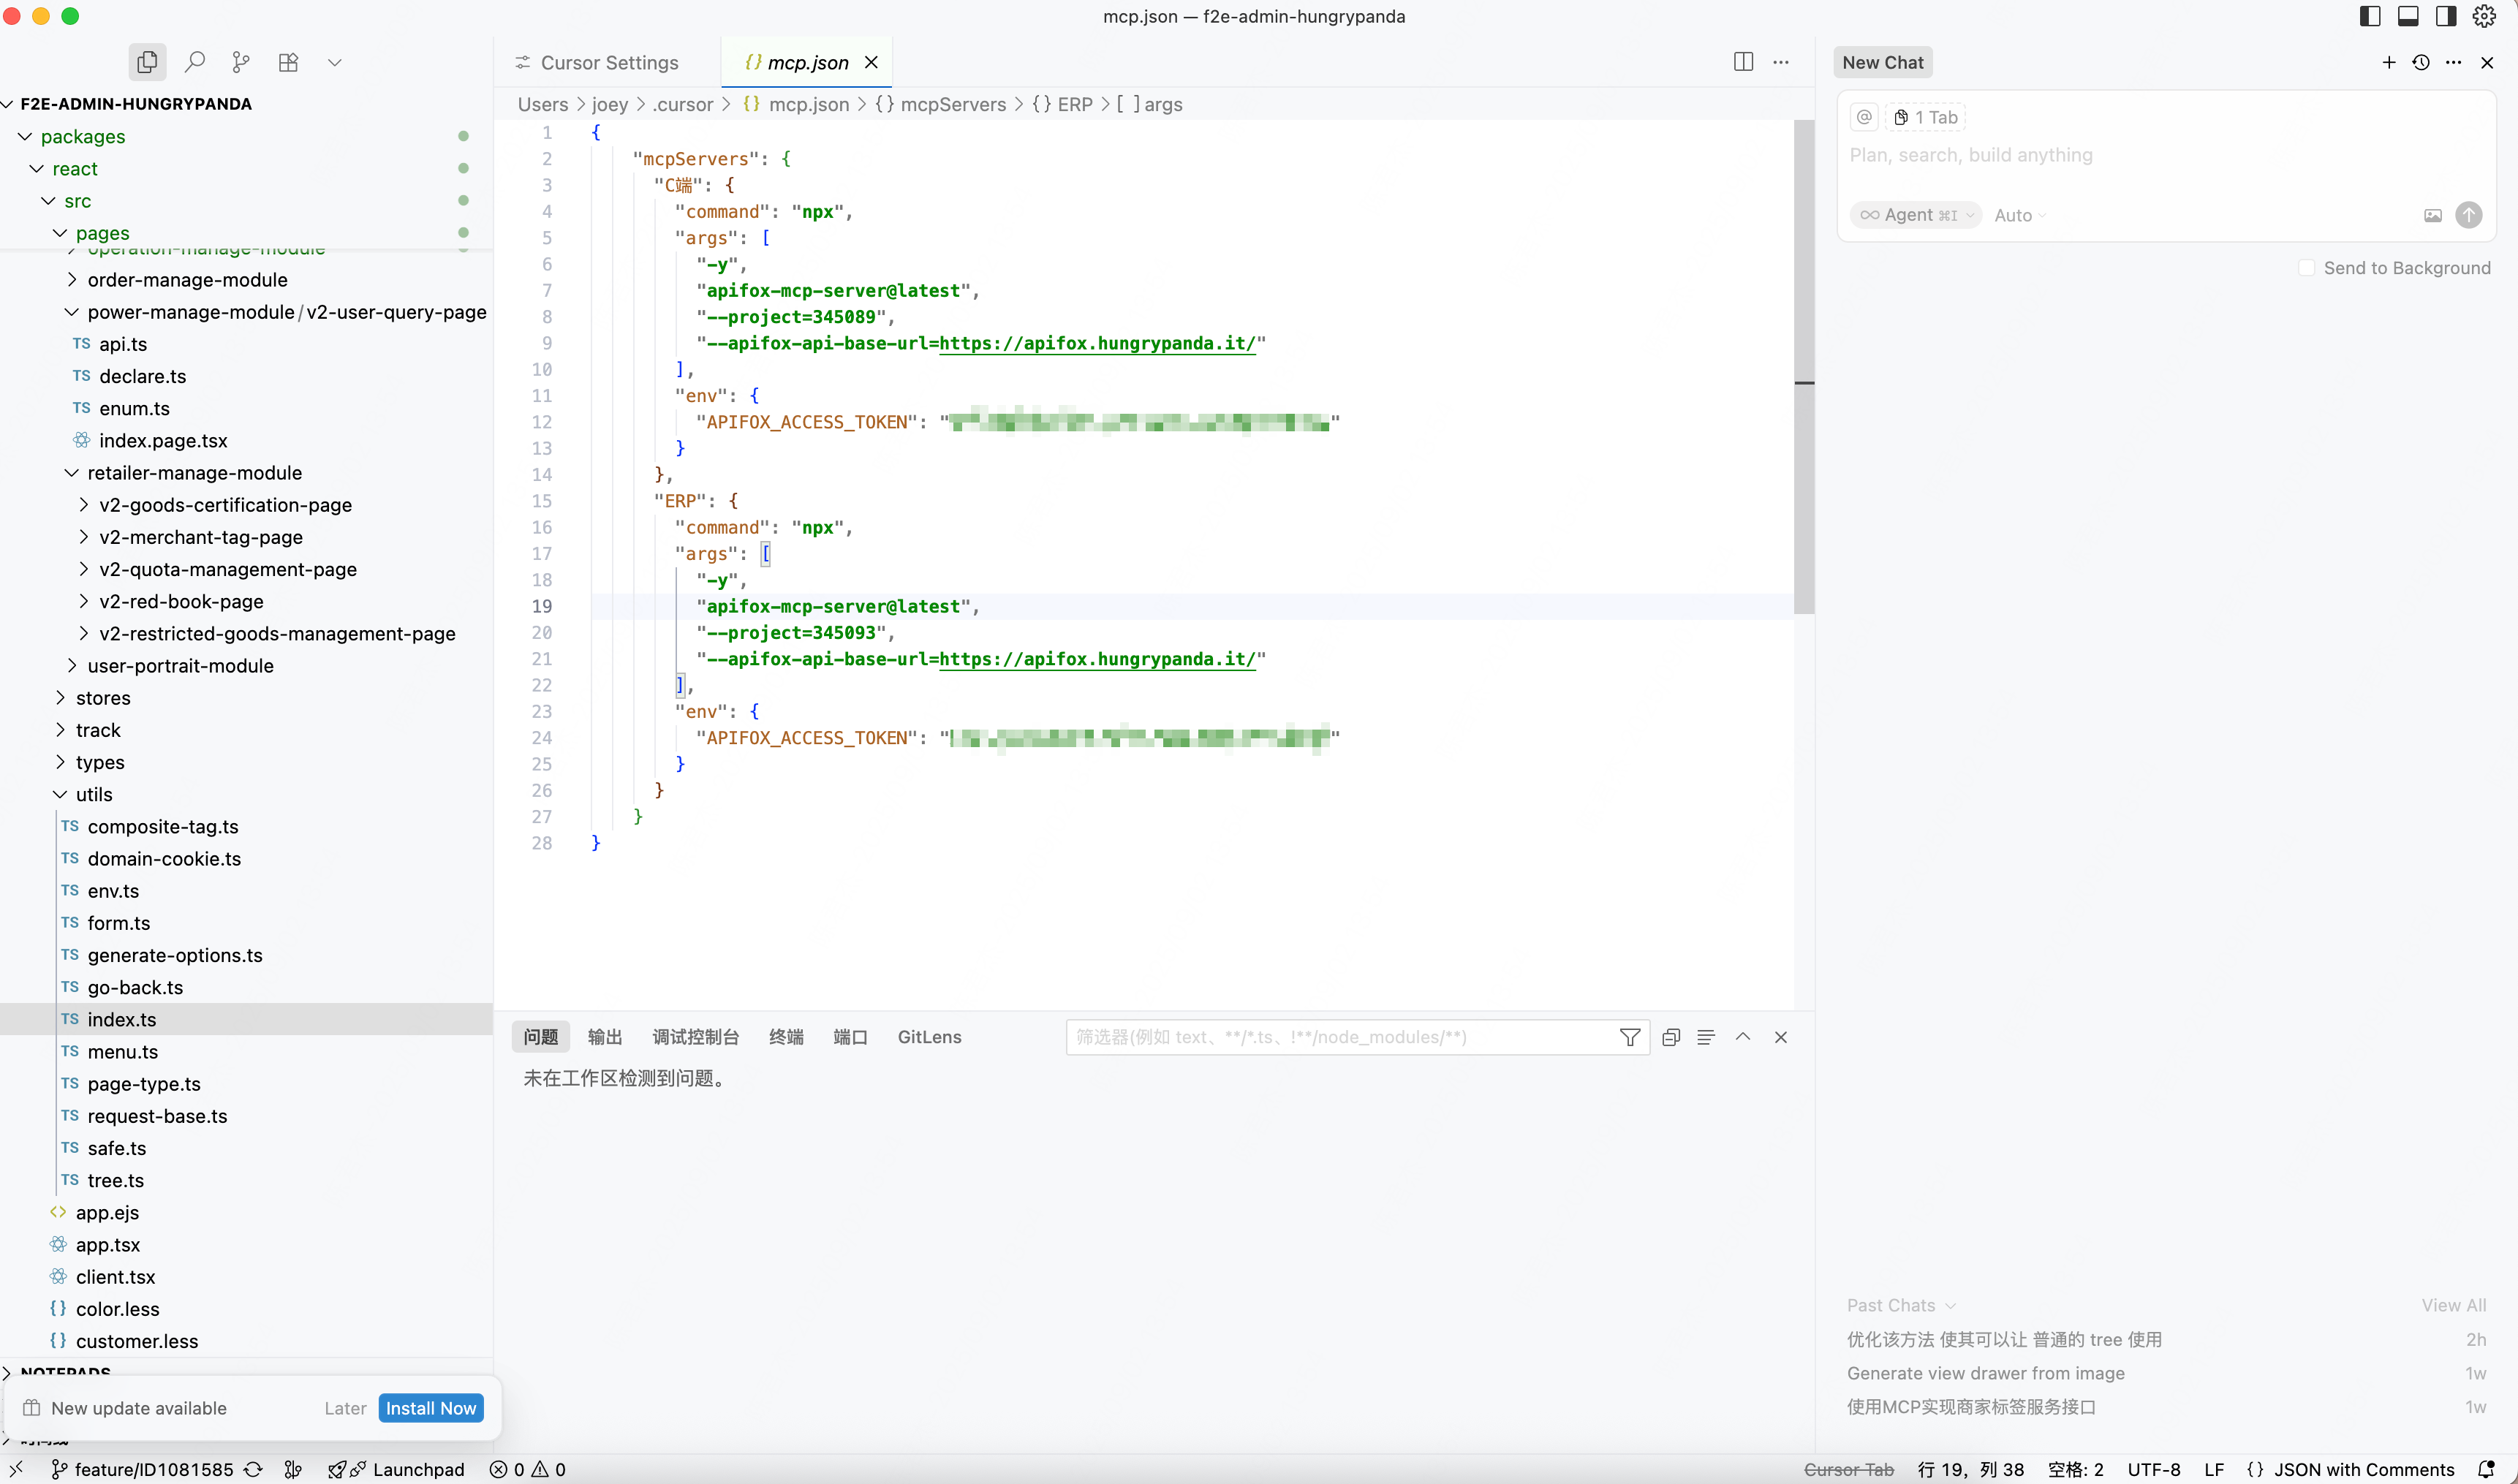 mcp.json — f2e-admin-hungrypanda
F2E-ADMIN-HUNGRYPANDA
packages
react
src
pages
operation-manage-module
order-manage-module
power-manage-module/v2-user-query-page
TS api.ts
TS declare.ts
TS enum.ts
index.page.tsx
retailer-manage-module
v2-goods-certification-page
v2-merchant-tag-page
v2-quota-management-page
v2-red-book-page
v2-restricted-goods-management-page
user-portrait-module
stores
track
types
utils
TS composite-tag.ts
TS domain-cookie.ts
TS env.ts
TS form.ts
TS generate-options.ts
TS go-back.ts
TS index.ts
TS menu.ts
TS page-type.ts
TS request-base.ts
TS safe.ts
TS tree.ts
<> app.ejs
app.tsx
client.tsx
{} color.less
{} customer.less
NOTEPADS
New update available Later Install Now
时间线
Cursor Settings
{} mcp.json
Users > joey > .cursor > {} mcp.json > {} mcpServers > {} ERP > [ ] args
1 {
2 "mcpServers": {
3 "C端": {
4 "command": "npx",
5 "args": [
6 "-y",
7 "apifox-mcp-server@latest",
8 "--project=345089",
9 "--apifox-api-base-url=https://apifox.hungrypanda.it/"
10 ],
11 "env": {
12 "APIFOX_ACCESS_TOKEN": " "
13 }
14 },
15 "ERP": {
16 "command": "npx",
17 "args": [
18 "-y",
19 "apifox-mcp-server@latest",
20 "--project=345093",
21 "--apifox-api-base-url=https://apifox.hungrypanda.it/"
22 ],
23 "env": {
24 "APIFOX_ACCESS_TOKEN": " "
25 }
26 }
27 }
28 }
问题 输出 调试控制台 终端 端口 GitLens
筛选器(例如 text、**/*.ts、!**/node_modules/**)
未在工作区检测到问题。
New Chat
@ 1 Tab
Plan, search, build anything
∞ Agent ⌘I Auto
Send to Background
Past Chats View All
优化该方法 使其可以让 普通的 tree 使用 2h
Generate view drawer from image 1w
使用MCP实现商家标签服务接口 1w
feature/ID1081585 Launchpad 0 0
Cursor Tab 行 19，列 38 空格: 2 UTF-8 LF {} JSON with Comments